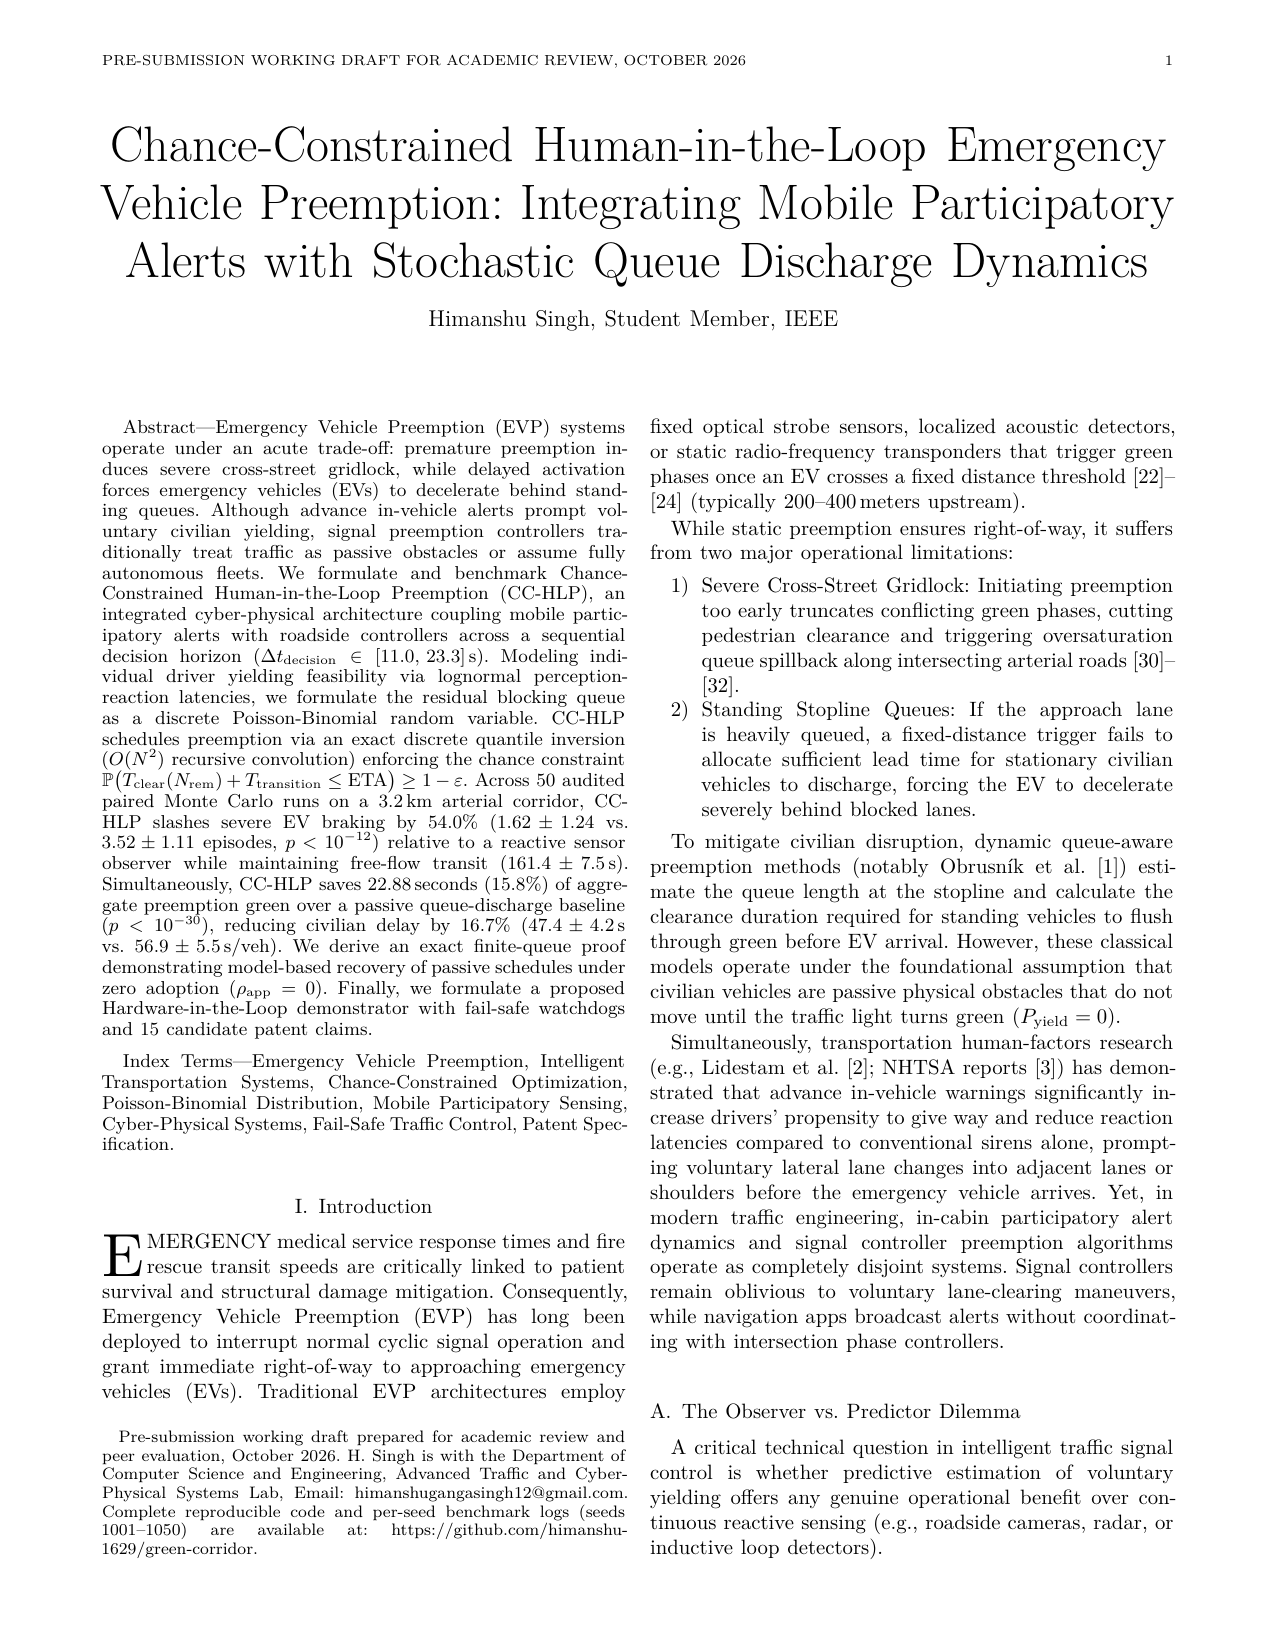 PRE-SUBMISSION WORKING DRAFT FOR ACADEMIC REVIEW, OCTOBER 2026 1
Chance-Constrained Human-in-the-Loop Emergency
Vehicle Preemption: Integrating Mobile Participatory
Alerts with Stochastic Queue Discharge Dynamics
Himanshu Singh, Student Member, IEEE
Abstract—Emergency Vehicle Preemption (EVP) systems
operate under an acute trade-off: premature preemption in-
duces severe cross-street gridlock, while delayed activation
forces emergency vehicles (EVs) to decelerate behind stand-
ing queues. Although advance in-vehicle alerts prompt vol-
untary civilian yielding, signal preemption controllers tra-
ditionally treat traffic as passive obstacles or assume fully
autonomous fleets. We formulate and benchmark Chance-
Constrained Human-in-the-Loop Preemption (CC-HLP), an
integrated cyber-physical architecture coupling mobile partic-
ipatory alerts with roadside controllers across a sequential
decision horizon (Δt_decision ∈ [11.0, 23.3] s). Modeling indi-
vidual driver yielding feasibility via lognormal perception-
reaction latencies, we formulate the residual blocking queue
as a discrete Poisson-Binomial random variable. CC-HLP
schedules preemption via an exact discrete quantile inversion
(O(N²) recursive convolution) enforcing the chance constraint
ℙ(T_clear(N_rem) + T_transition ≤ ETA) ≥ 1 − ε. Across 50 audited
paired Monte Carlo runs on a 3.2 km arterial corridor, CC-
HLP slashes severe EV braking by 54.0% (1.62 ± 1.24 vs.
3.52 ± 1.11 episodes, p < 10⁻¹²) relative to a reactive sensor
observer while maintaining free-flow transit (161.4 ± 7.5 s).
Simultaneously, CC-HLP saves 22.88 seconds (15.8%) of aggre-
gate preemption green over a passive queue-discharge baseline
(p < 10⁻³⁰), reducing civilian delay by 16.7% (47.4 ± 4.2 s
vs. 56.9 ± 5.5 s/veh). We derive an exact finite-queue proof
demonstrating model-based recovery of passive schedules under
zero adoption (ρ_app = 0). Finally, we formulate a proposed
Hardware-in-the-Loop demonstrator with fail-safe watchdogs
and 15 candidate patent claims.
Index Terms—Emergency Vehicle Preemption, Intelligent
Transportation Systems, Chance-Constrained Optimization,
Poisson-Binomial Distribution, Mobile Participatory Sensing,
Cyber-Physical Systems, Fail-Safe Traffic Control, Patent Spec-
ification.
I. Introduction
EMERGENCY medical service response times and fire
rescue transit speeds are critically linked to patient
survival and structural damage mitigation. Consequently,
Emergency Vehicle Preemption (EVP) has long been
deployed to interrupt normal cyclic signal operation and
grant immediate right-of-way to approaching emergency
vehicles (EVs). Traditional EVP architectures employ
Pre-submission working draft prepared for academic review and
peer evaluation, October 2026. H. Singh is with the Department of
Computer Science and Engineering, Advanced Traffic and Cyber-
Physical Systems Lab, Email: himanshugangasingh12@gmail.com.
Complete reproducible code and per-seed benchmark logs (seeds
1001–1050) are available at: https://github.com/himanshu-
1629/green-corridor.
fixed optical strobe sensors, localized acoustic detectors,
or static radio-frequency transponders that trigger green
phases once an EV crosses a fixed distance threshold [22]–
[24] (typically 200–400 meters upstream).
While static preemption ensures right-of-way, it suffers
from two major operational limitations:
1) Severe Cross-Street Gridlock: Initiating preemption
too early truncates conflicting green phases, cutting
pedestrian clearance and triggering oversaturation
queue spillback along intersecting arterial roads [30]–
[32].
2) Standing Stopline Queues: If the approach lane
is heavily queued, a fixed-distance trigger fails to
allocate sufficient lead time for stationary civilian
vehicles to discharge, forcing the EV to decelerate
severely behind blocked lanes.
To mitigate civilian disruption, dynamic queue-aware
preemption methods (notably Obrusník et al. [1]) esti-
mate the queue length at the stopline and calculate the
clearance duration required for standing vehicles to flush
through green before EV arrival. However, these classical
models operate under the foundational assumption that
civilian vehicles are passive physical obstacles that do not
move until the traffic light turns green (P_yield = 0).
Simultaneously, transportation human-factors research
(e.g., Lidestam et al. [2]; NHTSA reports [3]) has demon-
strated that advance in-vehicle warnings significantly in-
crease drivers' propensity to give way and reduce reaction
latencies compared to conventional sirens alone, prompt-
ing voluntary lateral lane changes into adjacent lanes or
shoulders before the emergency vehicle arrives. Yet, in
modern traffic engineering, in-cabin participatory alert
dynamics and signal controller preemption algorithms
operate as completely disjoint systems. Signal controllers
remain oblivious to voluntary lane-clearing maneuvers,
while navigation apps broadcast alerts without coordinat-
ing with intersection phase controllers.
A. The Observer vs. Predictor Dilemma
A critical technical question in intelligent traffic signal
control is whether predictive estimation of voluntary
yielding offers any genuine operational benefit over con-
tinuous reactive sensing (e.g., roadside cameras, radar, or
inductive loop detectors).